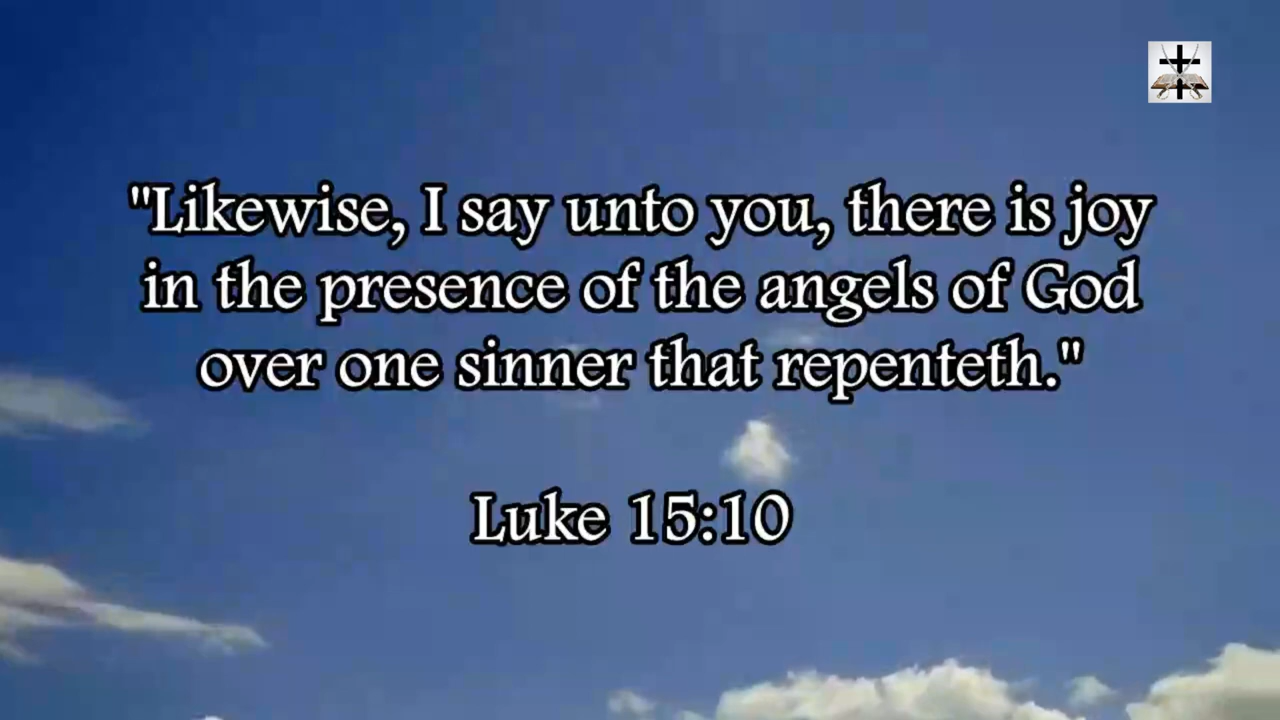 "Likewise, I say unto you, there is joy
in the presence of the angels of God
over one sinner that repenteth."
Luke 15:10